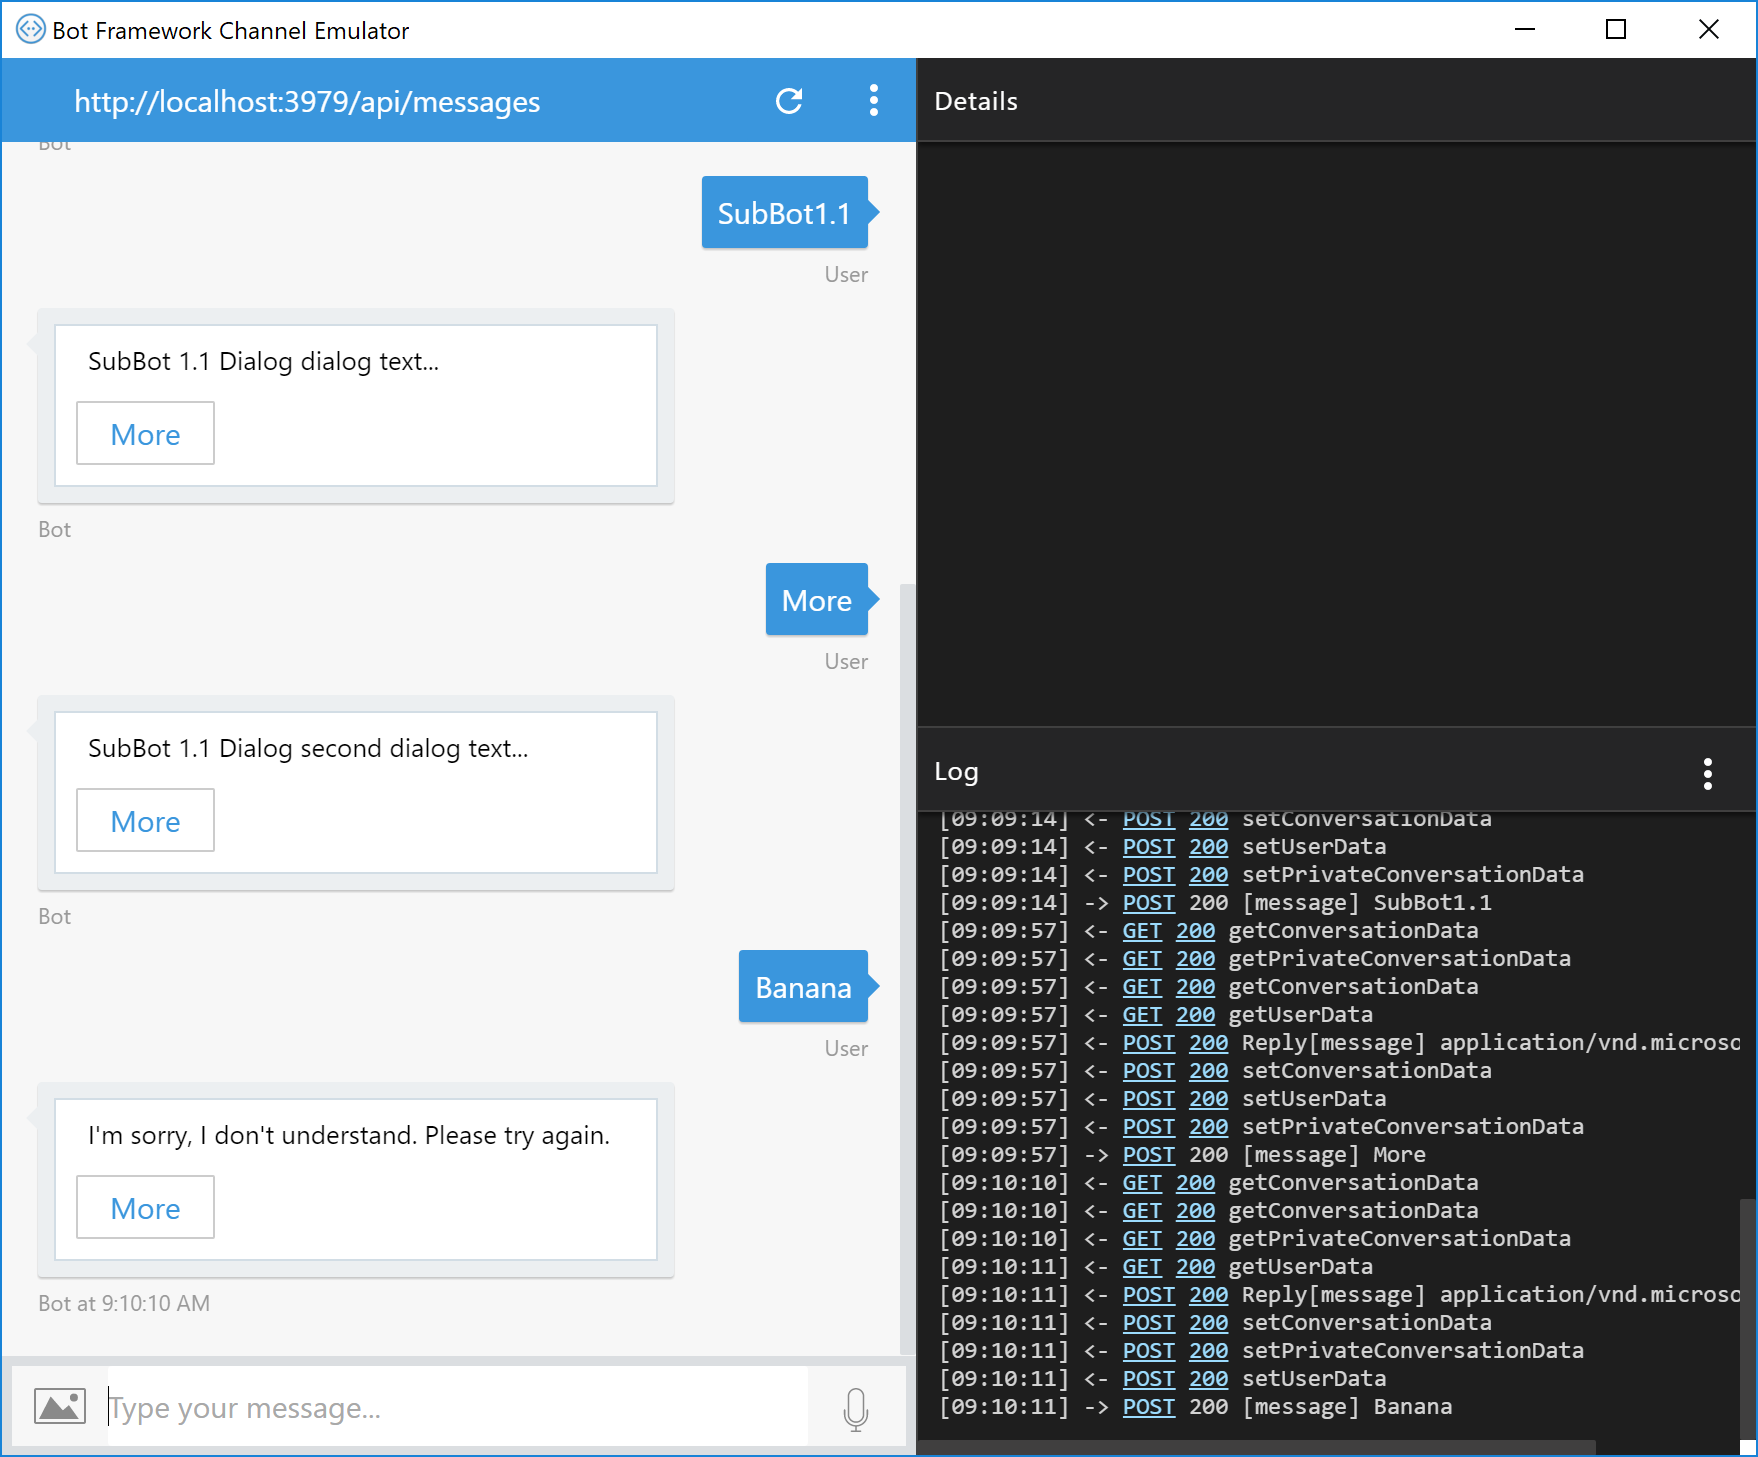 Bot Framework Channel Emulator
http://localhost:3979/api/messages
Bot
SubBot1.1
User
SubBot 1.1 Dialog dialog text...
More
Bot
More
User
SubBot 1.1 Dialog second dialog text...
More
Bot
Banana
User
I'm sorry, I don't understand. Please try again.
More
Bot at 9:10:10 AM
Type your message...
Details
Log
[09:09:14] <- POST 200 setConversationData
[09:09:14] <- POST 200 setUserData
[09:09:14] <- POST 200 setPrivateConversationData
[09:09:14] -> POST 200 [message] SubBot1.1
[09:09:57] <- GET 200 getConversationData
[09:09:57] <- GET 200 getPrivateConversationData
[09:09:57] <- GET 200 getConversationData
[09:09:57] <- GET 200 getUserData
[09:09:57] <- POST 200 Reply[message] application/vnd.microso
[09:09:57] <- POST 200 setConversationData
[09:09:57] <- POST 200 setUserData
[09:09:57] <- POST 200 setPrivateConversationData
[09:09:57] -> POST 200 [message] More
[09:10:10] <- GET 200 getConversationData
[09:10:10] <- GET 200 getConversationData
[09:10:10] <- GET 200 getPrivateConversationData
[09:10:11] <- GET 200 getUserData
[09:10:11] <- POST 200 Reply[message] application/vnd.microso
[09:10:11] <- POST 200 setConversationData
[09:10:11] <- POST 200 setPrivateConversationData
[09:10:11] <- POST 200 setUserData
[09:10:11] -> POST 200 [message] Banana